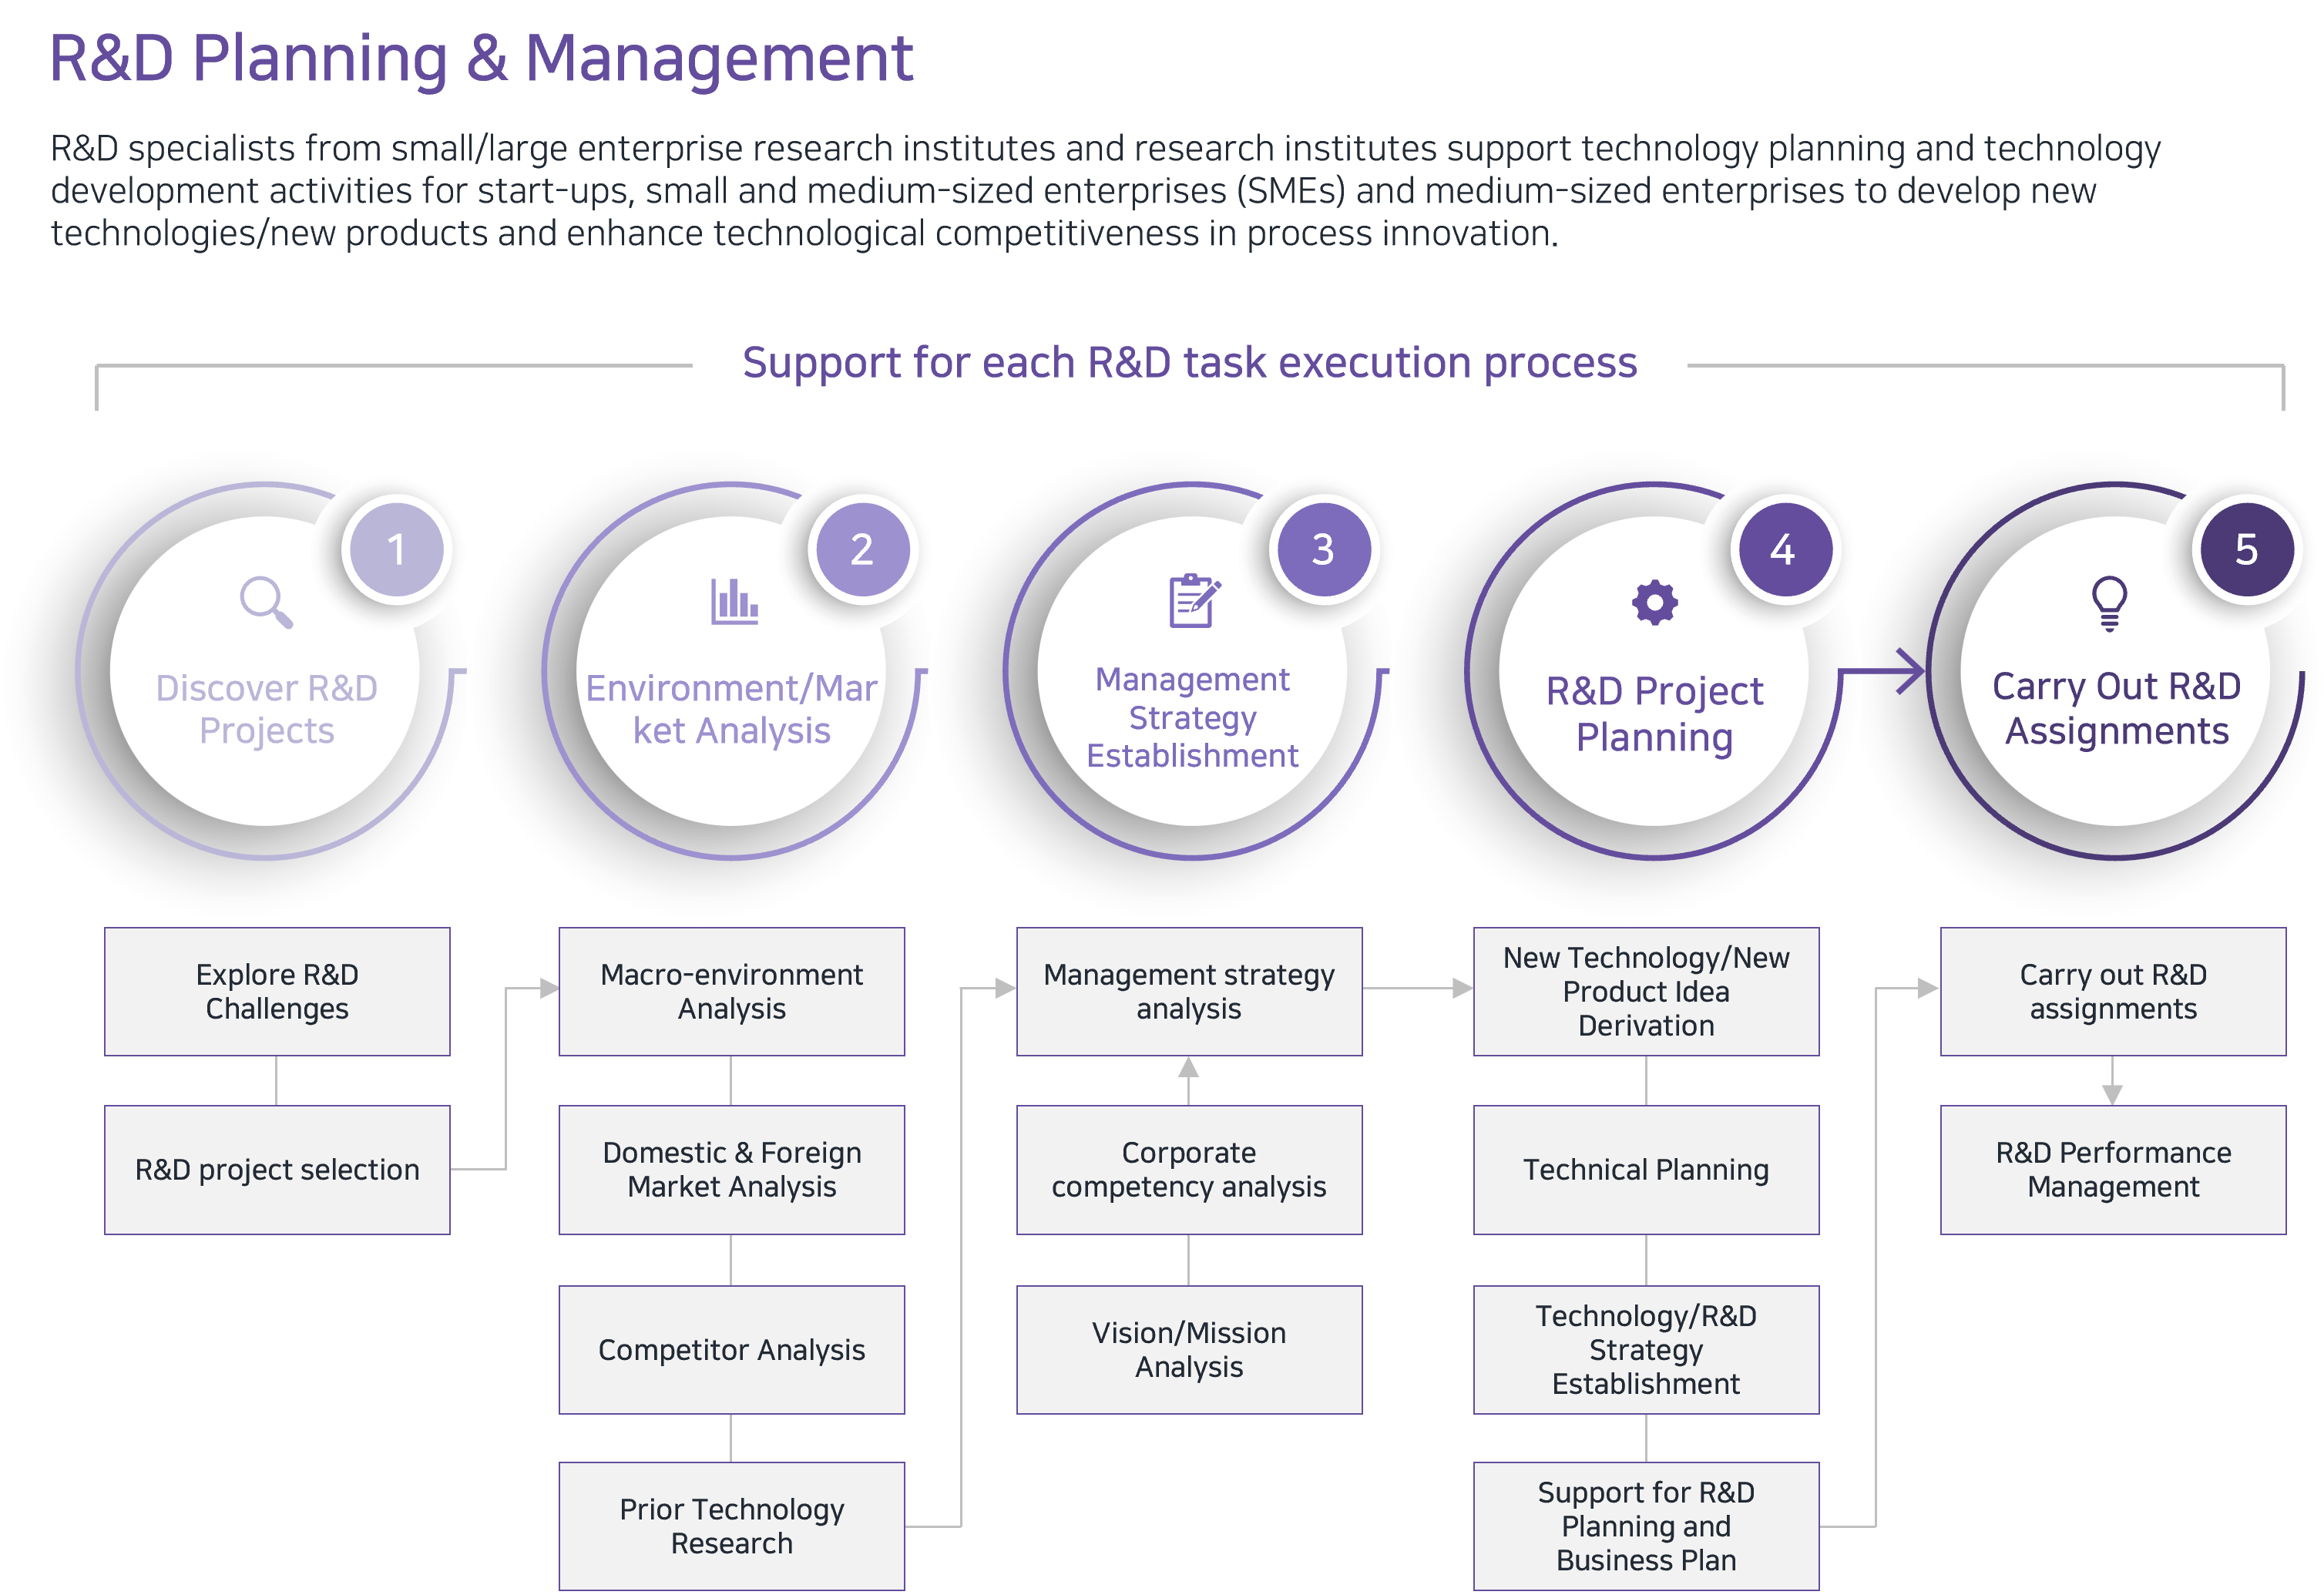 R&D Planning & Management
R&D specialists from small/large enterprise research institutes and research institutes support technology planning and technology
development activities for start-ups, small and medium-sized enterprises (SMEs) and medium-sized enterprises to develop new
technologies/new products and enhance technological competitiveness in process innovation.
Support for each R&D task execution process
1
Discover R&D
Projects
2
Environment/Mar
ket Analysis
3
Management
Strategy
Establishment
4
R&D Project
Planning
5
Carry Out R&D
Assignments
Explore R&D
Challenges
R&D project selection
Macro-environment
Analysis
Domestic & Foreign
Market Analysis
Competitor Analysis
Prior Technology
Research
Management strategy
analysis
Corporate
competency analysis
Vision/Mission
Analysis
New Technology/New
Product Idea
Derivation
Technical Planning
Technology/R&D
Strategy
Establishment
Support for R&D
Planning and
Business Plan
Carry out R&D
assignments
R&D Performance
Management